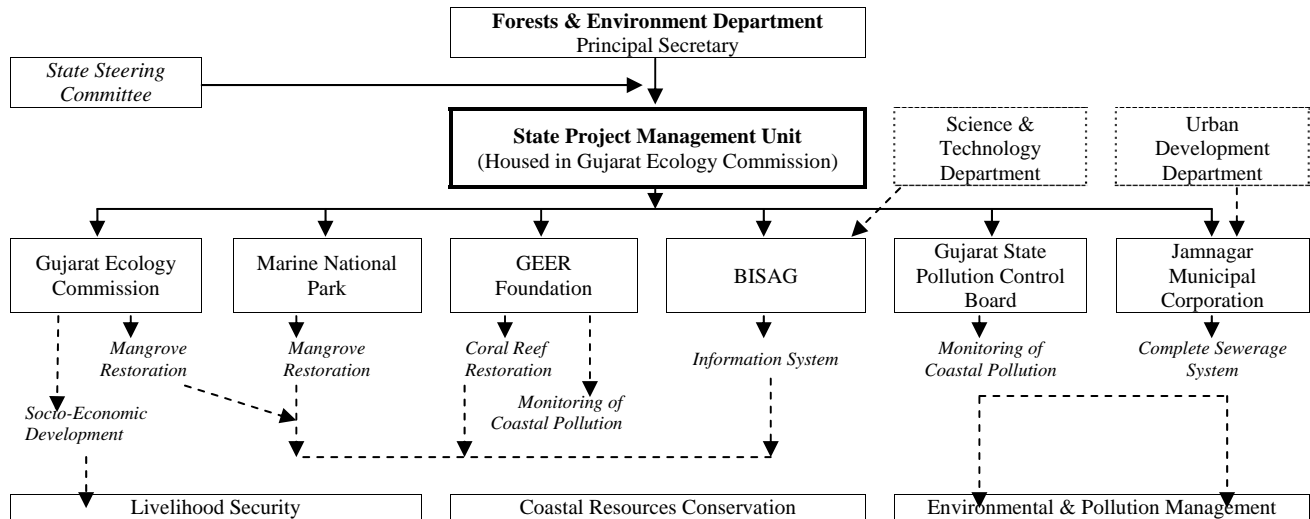 Forests & Environment Department
Principal Secretary
State Steering
Committee
State Project Management Unit
(Housed in Gujarat Ecology Commission)
Science &
Technology
Department
Urban
Development
Department
Gujarat Ecology
Commission
Marine National
Park
GEER
Foundation
BISAG
Gujarat State
Pollution Control
Board
Jamnagar
Municipal
Corporation
Mangrove
Restoration
Mangrove
Restoration
Coral Reef
Restoration
Information System
Monitoring of
Coastal Pollution
Complete Sewerage
System
Socio-Economic
Development
Monitoring of
Coastal Pollution
Livelihood Security
Coastal Resources Conservation
Environmental & Pollution Management